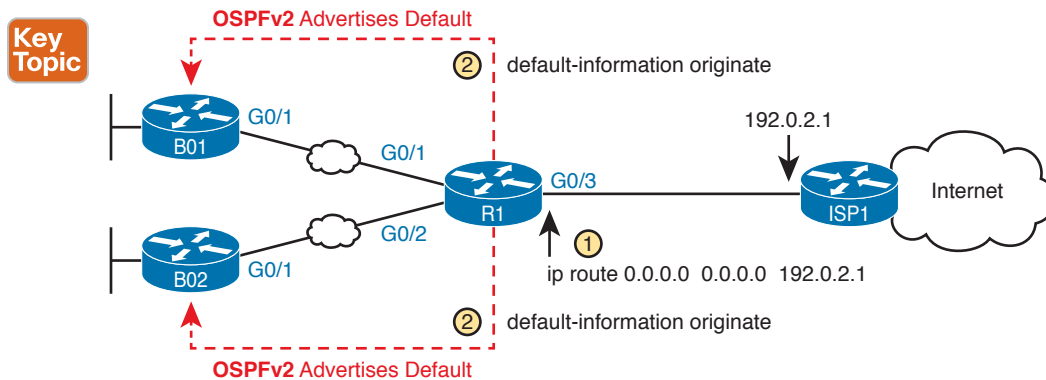 OSPFv2 Advertises Default
Key
Topic
2 default-information originate
G0/1
192.0.2.1
B01
G0/1
G0/3
R1
ISP1
Internet
G0/2
B02
G0/1
1
ip route 0.0.0.0 0.0.0.0 192.0.2.1
2 default-information originate
OSPFv2 Advertises Default